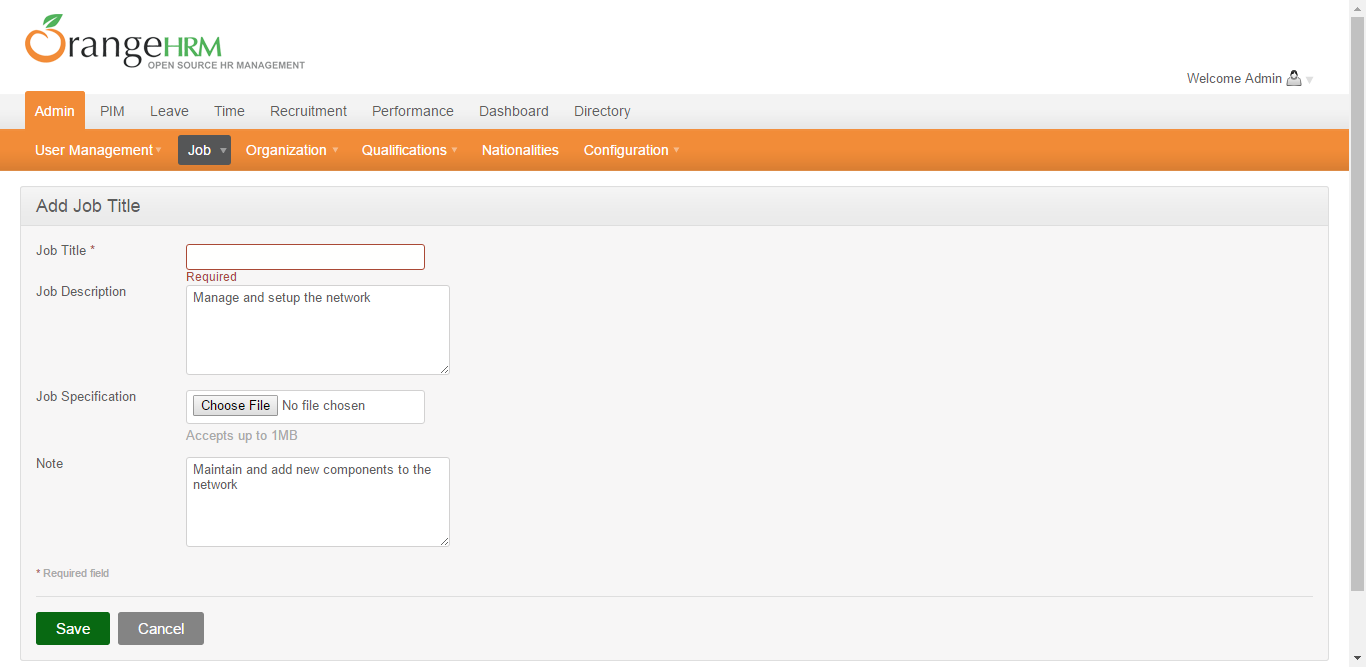 OrangeHRM
OPEN SOURCE HR MANAGEMENT
Welcome Admin
Admin PIM Leave Time Recruitment Performance Dashboard Directory
User Management Job Organization Qualifications Nationalities Configuration
Add Job Title
Job Title *
Required
Job Description
Manage and setup the network
Job Specification
Choose File No file chosen
Accepts up to 1MB
Note
Maintain and add new components to the
network
* Required field
Save Cancel